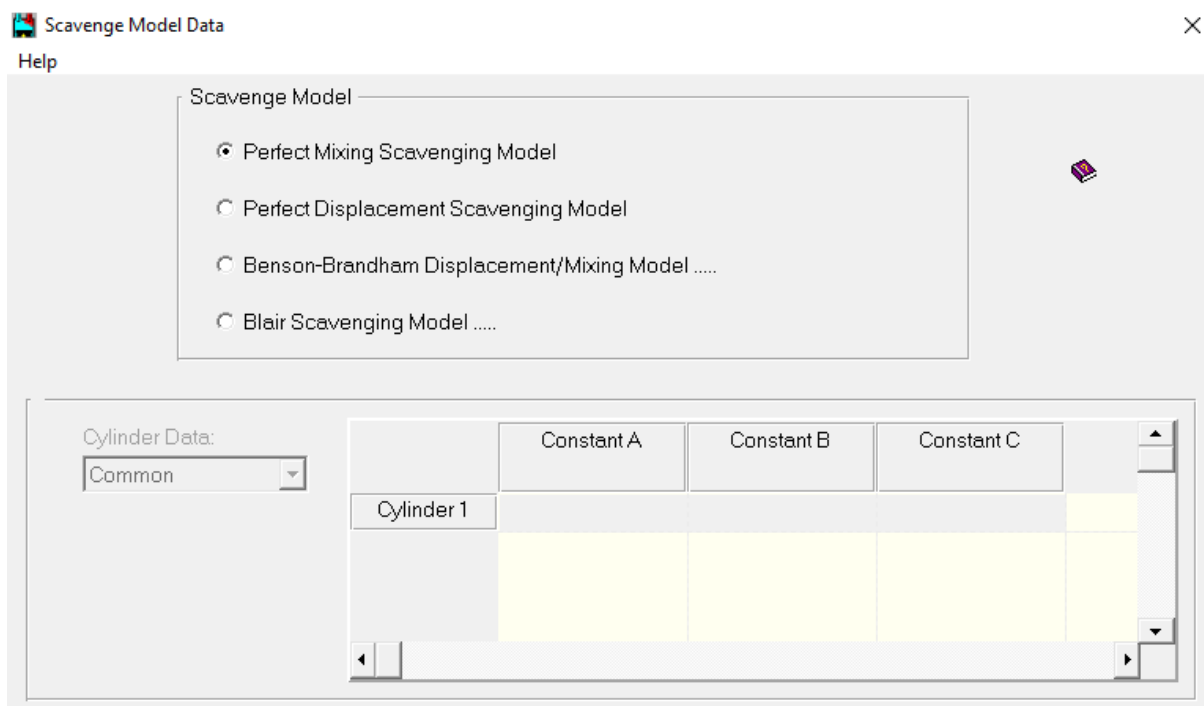 Scavenge Model Data
Help
Scavenge Model
Perfect Mixing Scavenging Model
Perfect Displacement Scavenging Model
Benson-Brandham Displacement/Mixing Model .....
Blair Scavenging Model .....
Cylinder Data:
Common
Constant A Constant B Constant C
Cylinder 1